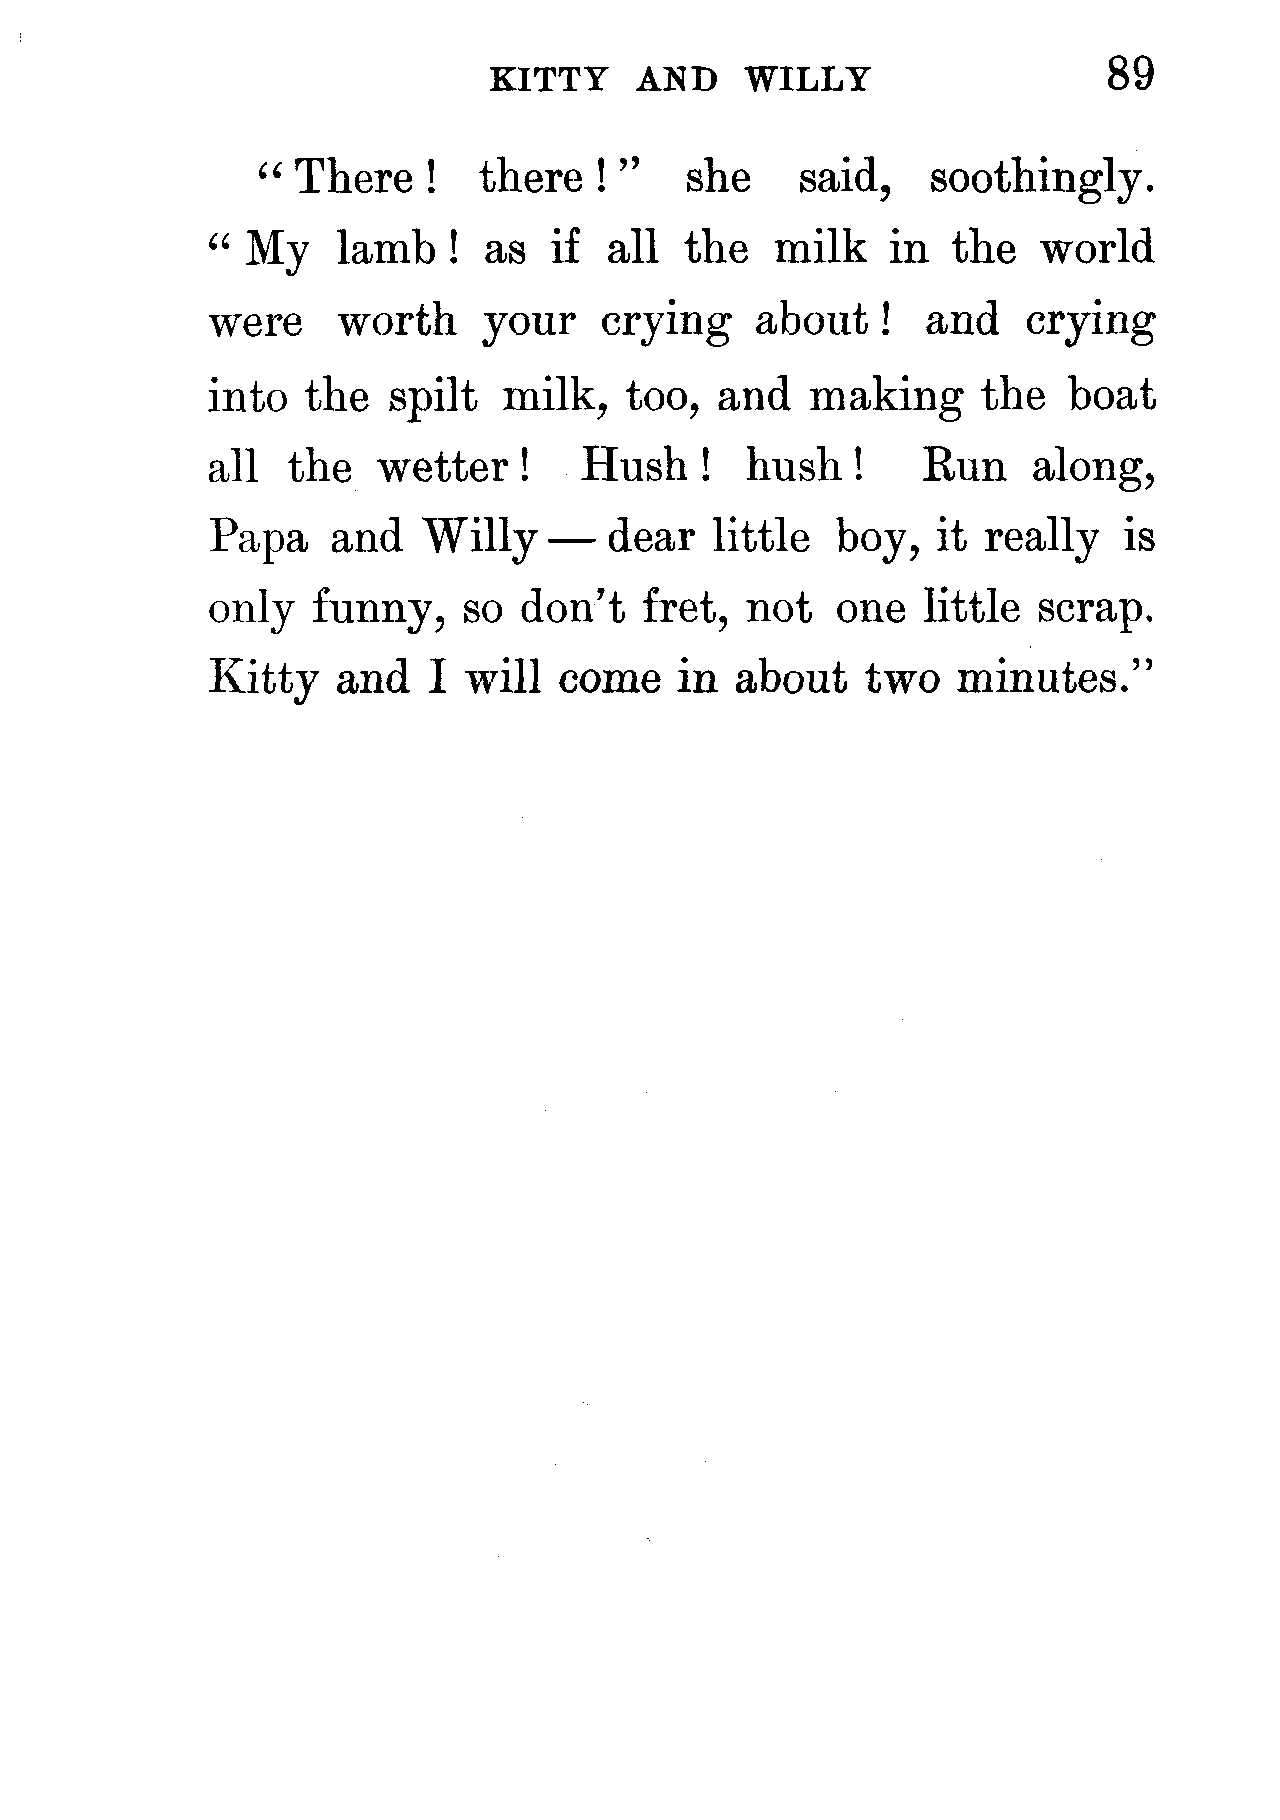 KITTY AND WILLY 89
“ There ! there ! ” she said, soothingly.
“ My lamb ! as if all the milk in the world
were worth your crying about ! and crying
into the spilt milk, too, and making the boat
all the wetter ! Hush ! hush ! Run along,
Papa and Willy — dear little boy, it really is
only funny, so don’t fret, not one little scrap.
Kitty and I will come in about two minutes.”